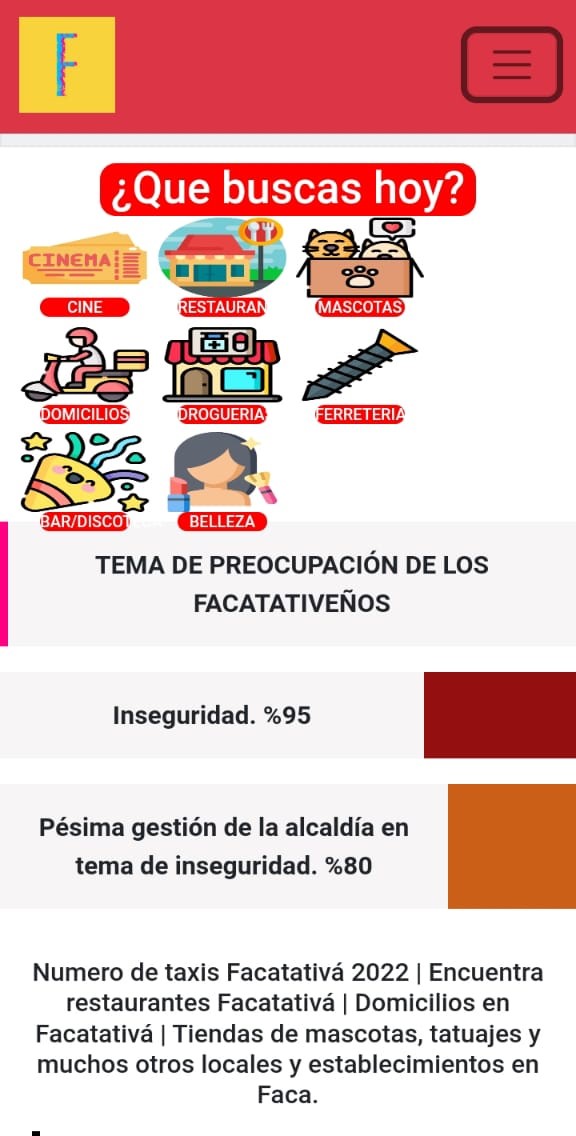 F
¿Que buscas hoy?
CINEMA
CINE
RESTAURAN
MASCOTAS
DOMICILIOS
DROGUERIA
FERRETERIA
BAR/DISCOTECA
BELLEZA
TEMA DE PREOCUPACIÓN DE LOS
FACATATIVEÑOS
Inseguridad. %95
Pésima gestión de la alcaldía en
tema de inseguridad. %80
Numero de taxis Facatativá 2022 | Encuentra
restaurantes Facatativá | Domicilios en
Facatativá | Tiendas de mascotas, tatuajes y
muchos otros locales y establecimientos en
Faca.